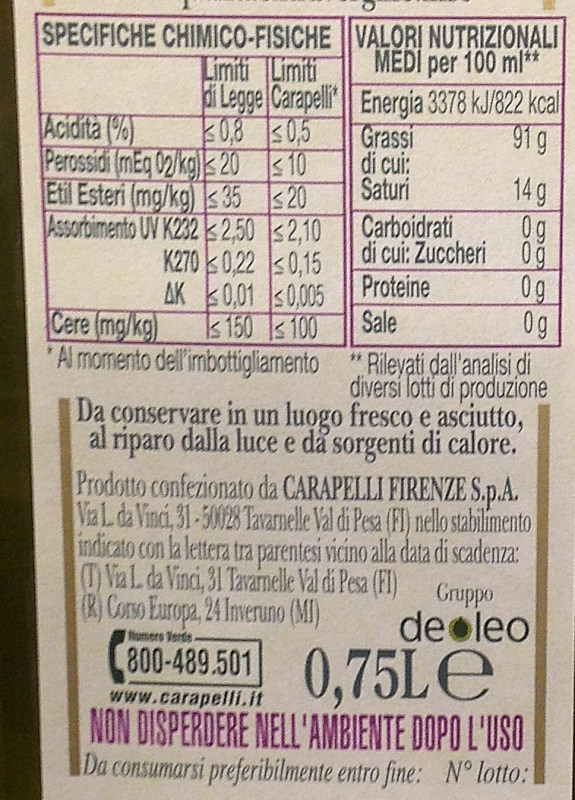 SPECIFICHE CHIMICO-FISICHE
Limiti di Legge Limiti Carapelli*
Acidità (%) ≤ 0,8 ≤ 0,5
Perossidi (mEq O2/kg) ≤ 20 ≤ 10
Etil Esteri (mg/kg) ≤ 35 ≤ 20
Assorbimento UV K232 ≤ 2,50 ≤ 2,10
K270 ≤ 0,22 ≤ 0,15
ΔK ≤ 0,01 ≤ 0,005
Cere (mg/kg) ≤ 150 ≤ 100
* Al momento dell'imbottigliamento
VALORI NUTRIZIONALI
MEDI per 100 ml**
Energia 3378 kJ/822 kcal
Grassi 91 g
di cui:
Saturi 14 g
Carboidrati 0 g
di cui: Zuccheri 0 g
Proteine 0 g
Sale 0 g
** Rilevati dall'analisi di
diversi lotti di produzione
Da conservare in un luogo fresco e asciutto,
al riparo dalla luce e da sorgenti di calore.
Prodotto confezionato da CARAPELLI FIRENZE S.p.A.
Via L. da Vinci, 31 - 50028 Tavarnelle Val di Pesa (FI) nello stabilimento
indicato con la lettera tra parentesi vicino alla data di scadenza:
(T) Via L. da Vinci, 31 Tavarnelle Val di Pesa (FI)
(R) Corso Europa, 24 Inveruno (MI)
Gruppo
deoleo
Numero Verde
800-489.501
www.carapelli.it
0,75L e
NON DISPERDERE NELL'AMBIENTE DOPO L'USO
Da consumarsi preferibilmente entro fine: N° lotto: